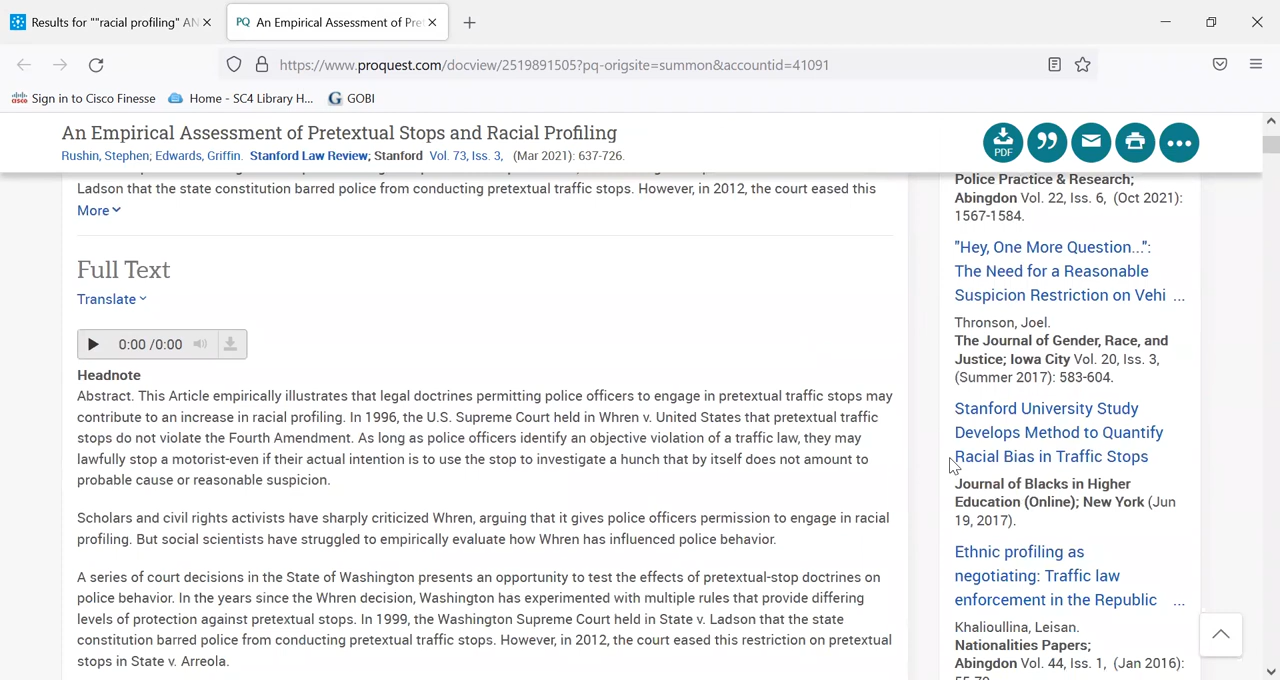 Results for ""racial profiling" AN
PQ An Empirical Assessment of Pre
https://www.proquest.com/docview/2519891505?pq-origsite=summon&accountid=41091
Sign in to Cisco Finesse
Home - SC4 Library H...
G GOBI
An Empirical Assessment of Pretextual Stops and Racial Profiling
Rushin, Stephen; Edwards, Griffin. Stanford Law Review; Stanford Vol. 73, Iss. 3, (Mar 2021): 637-726.
PDF
Ladson that the state constitution barred police from conducting pretextual traffic stops. However, in 2012, the court eased this
More
Full Text
Translate
0:00 /0:00
Headnote
Abstract. This Article empirically illustrates that legal doctrines permitting police officers to engage in pretextual traffic stops may
contribute to an increase in racial profiling. In 1996, the U.S. Supreme Court held in Whren v. United States that pretextual traffic
stops do not violate the Fourth Amendment. As long as police officers identify an objective violation of a traffic law, they may
lawfully stop a motorist-even if their actual intention is to use the stop to investigate a hunch that by itself does not amount to
probable cause or reasonable suspicion.
Scholars and civil rights activists have sharply criticized Whren, arguing that it gives police officers permission to engage in racial
profiling. But social scientists have struggled to empirically evaluate how Whren has influenced police behavior.
A series of court decisions in the State of Washington presents an opportunity to test the effects of pretextual-stop doctrines on
police behavior. In the years since the Whren decision, Washington has experimented with multiple rules that provide differing
levels of protection against pretextual stops. In 1999, the Washington Supreme Court held in State v. Ladson that the state
constitution barred police from conducting pretextual traffic stops. However, in 2012, the court eased this restriction on pretextual
stops in State v. Arreola.
Police Practice & Research;
Abingdon Vol. 22, Iss. 6, (Oct 2021):
1567-1584.
"Hey, One More Question...":
The Need for a Reasonable
Suspicion Restriction on Vehi ...
Thronson, Joel.
The Journal of Gender, Race, and
Justice; Iowa City Vol. 20, Iss. 3,
(Summer 2017): 583-604.
Stanford University Study
Develops Method to Quantify
Racial Bias in Traffic Stops
Journal of Blacks in Higher
Education (Online); New York (Jun
19, 2017).
Ethnic profiling as
negotiating: Traffic law
enforcement in the Republic ...
Khalioullina, Leisan.
Nationalities Papers;
Abingdon Vol. 44, Iss. 1, (Jan 2016):